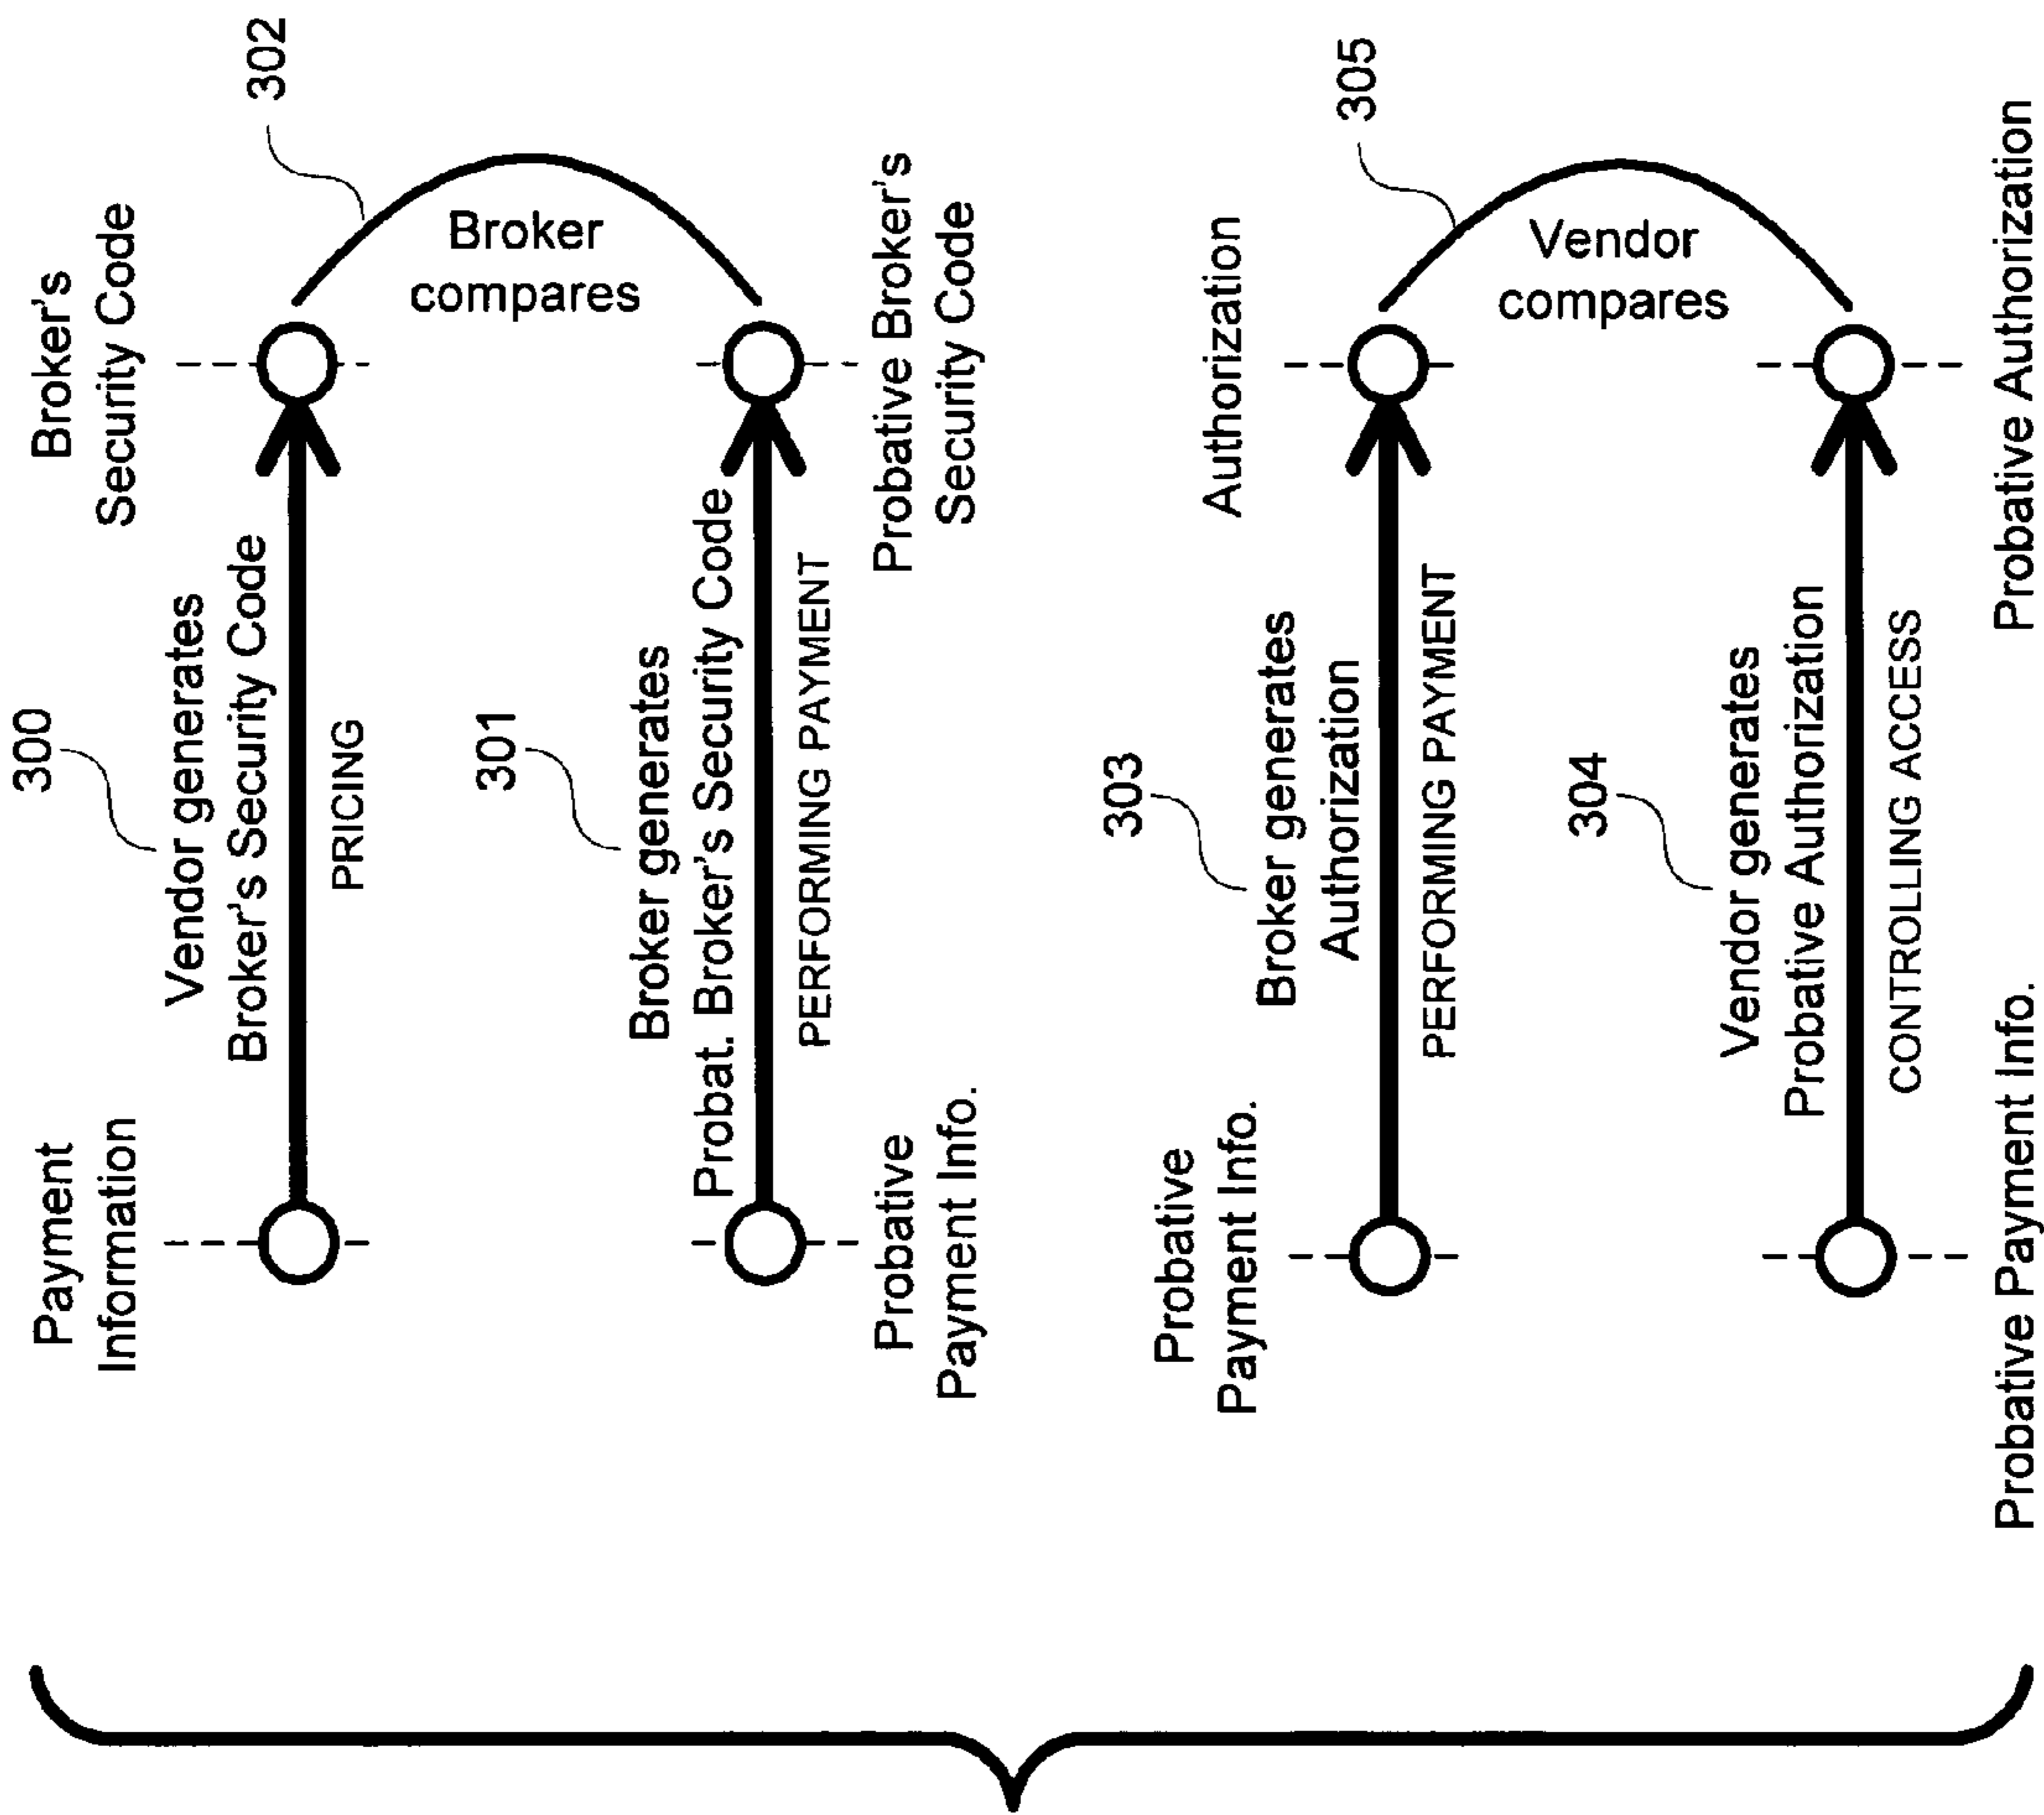 300
Payment
Information
Vendor generates
Broker's Security Code
PRICING
Broker's
Security Code
302
Broker
compares
301
Broker generates
Probat. Broker's Security Code
PERFORMING PAYMENT
Probative
Payment Info.
Probative Broker's
Security Code
303
Probative
Payment Info.
Broker generates
Authorization
PERFORMING PAYMENT
Authorization
305
Vendor
compares
304
Vendor generates
Probative Authorization
CONTROLLING ACCESS
Probative Payment Info.
Probative Authorization